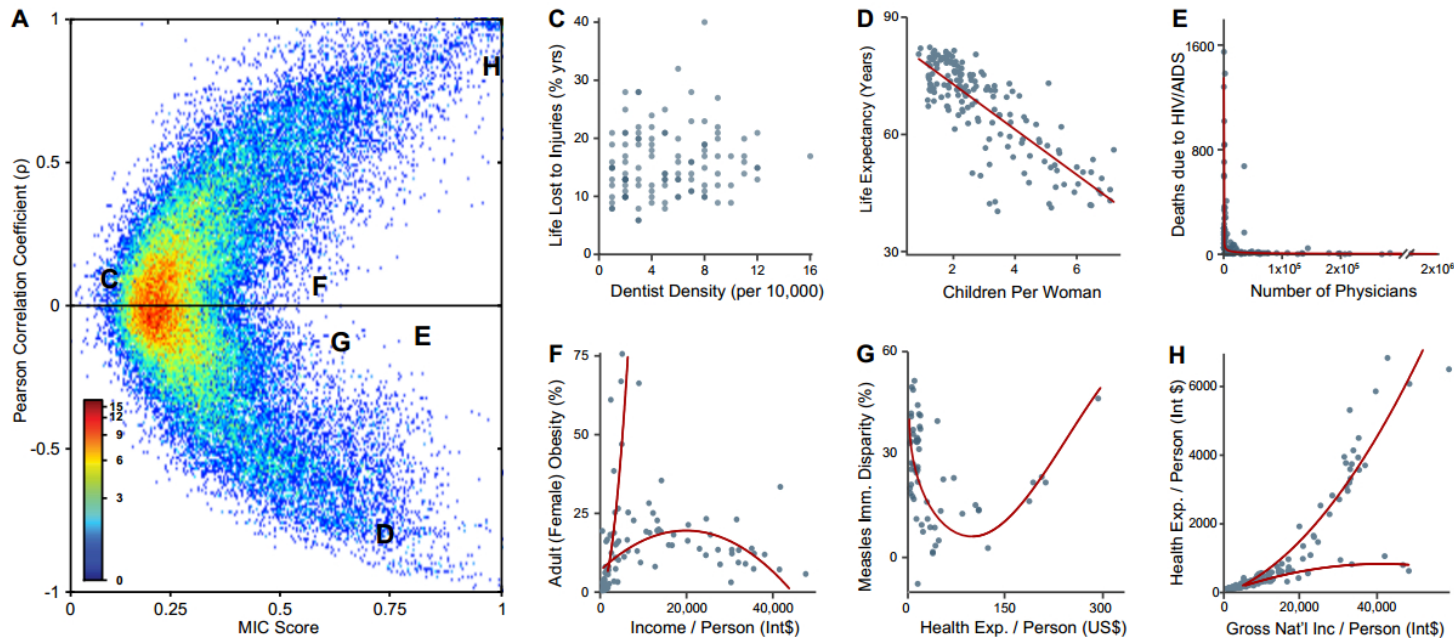 A
Pearson Correlation Coefficient (ρ)
1
0.5
0
-0.5
-1
H
C
F
E
G
D
15
12
9
6
3
0
0
0.25
0.5
0.75
1
MIC Score
C
Life Lost to Injuries (% yrs)
40
30
20
10
0
0
4
8
12
16
Dentist Density (per 10,000)
D
Life Expectancy (Years)
90
60
30
2
4
6
Children Per Woman
E
Deaths due to HIV/AIDS
1600
800
0
0
1x10⁵
2x10⁵
2x10⁶
Number of Physicians
F
Adult (Female) Obesity (%)
75
50
25
0
0
20,000
40,000
Income / Person (Int$)
G
Measles Imm. Disparity (%)
60
30
0
0
150
300
Health Exp. / Person (US$)
H
Health Exp. / Person (Int $)
6000
4000
2000
0
20,000
40,000
Gross Nat'l Inc / Person (Int$)